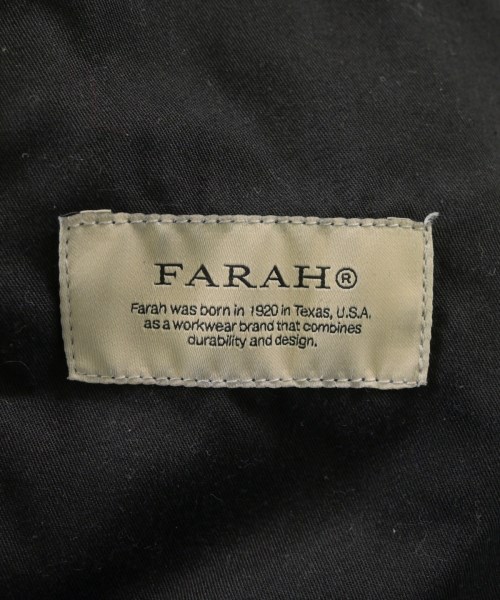 FARAH®
Farah was born in 1920 in Texas, U.S.A.
as a workwear brand that combines
durability and design.